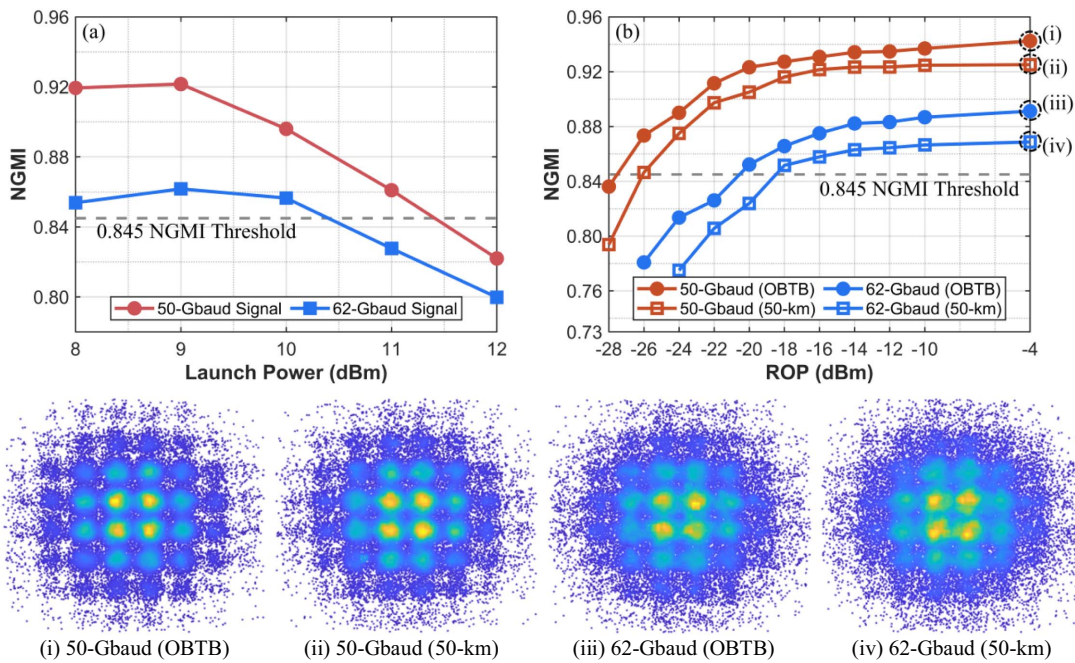 (a)
NGMI
0.96
0.92
0.88
0.84
0.80
0.845 NGMI Threshold
50-Gbaud Signal
62-Gbaud Signal
8
9
10
11
12
Launch Power (dBm)
(b)
NGMI
0.96
0.92
0.88
0.84
0.80
0.76
0.73
(i)
(ii)
(iii)
(iv)
0.845 NGMI Threshold
50-Gbaud (OBTB)
62-Gbaud (OBTB)
50-Gbaud (50-km)
62-Gbaud (50-km)
-28
-26
-24
-22
-20
-18
-16
-14
-12
-10
-4
ROP (dBm)
(i) 50-Gbaud (OBTB)
(ii) 50-Gbaud (50-km)
(iii) 62-Gbaud (OBTB)
(iv) 62-Gbaud (50-km)